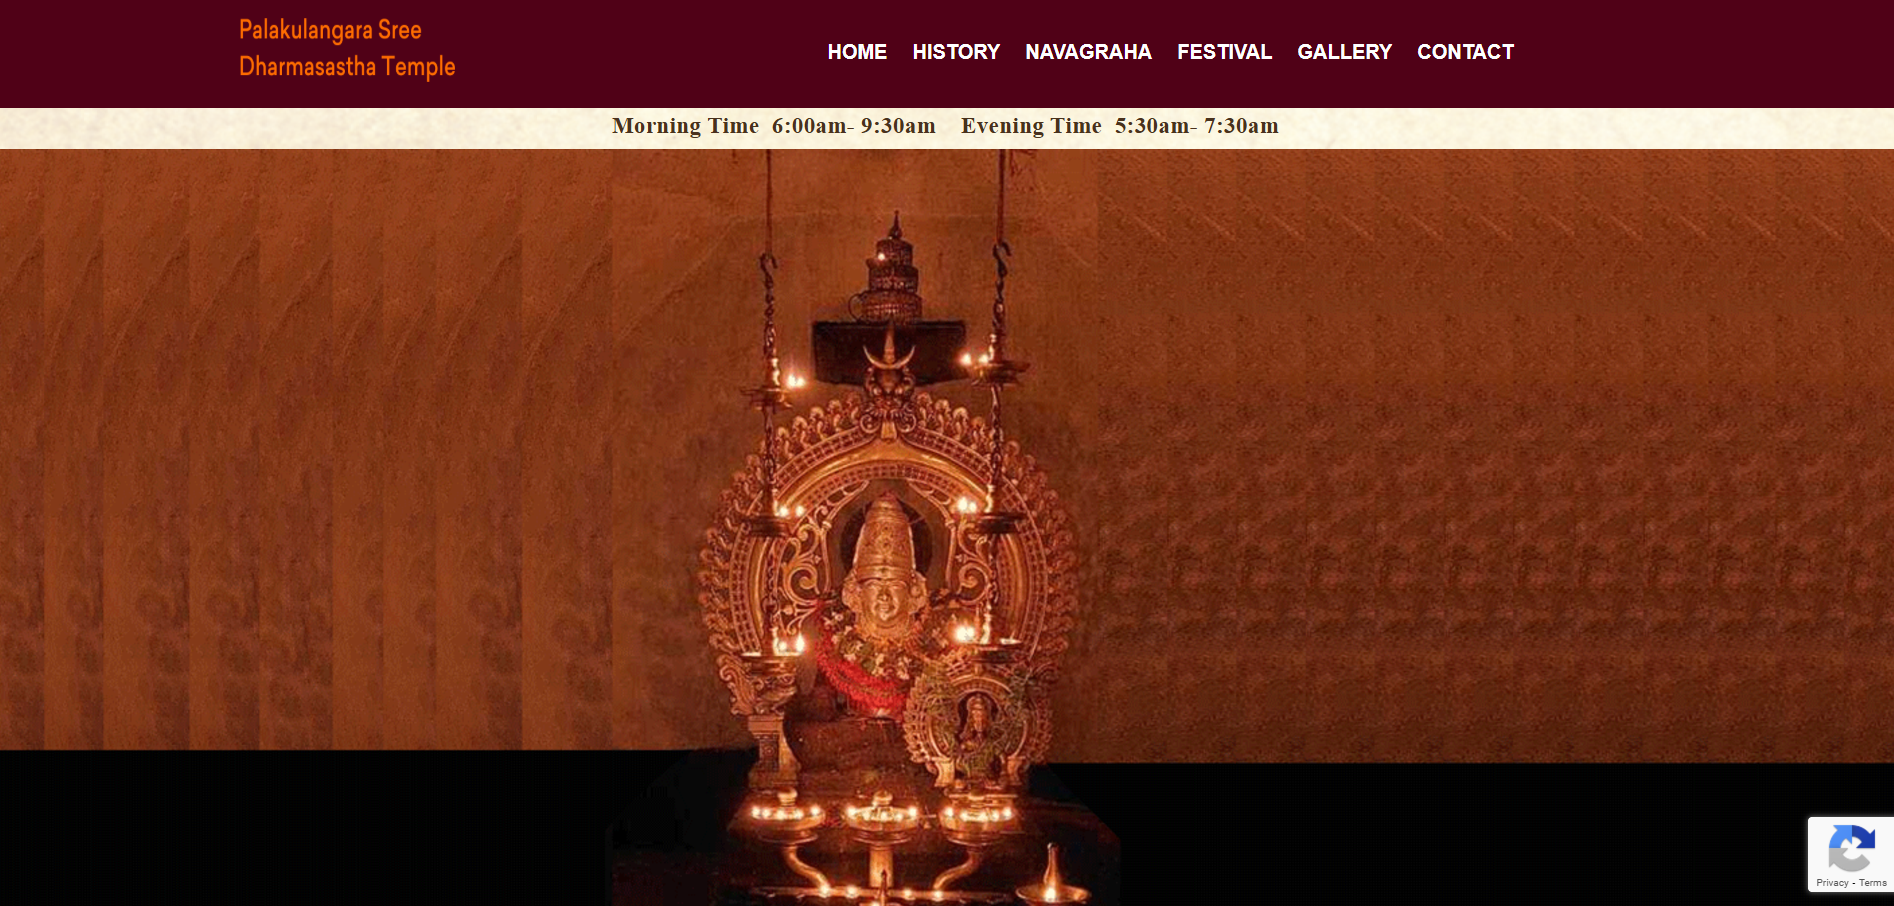 Palakulangara Sree
Dharmasastha Temple
HOME HISTORY NAVAGRAHA FESTIVAL GALLERY CONTACT
Morning Time 6:00am- 9:30am Evening Time 5:30am- 7:30am
Privacy - Terms